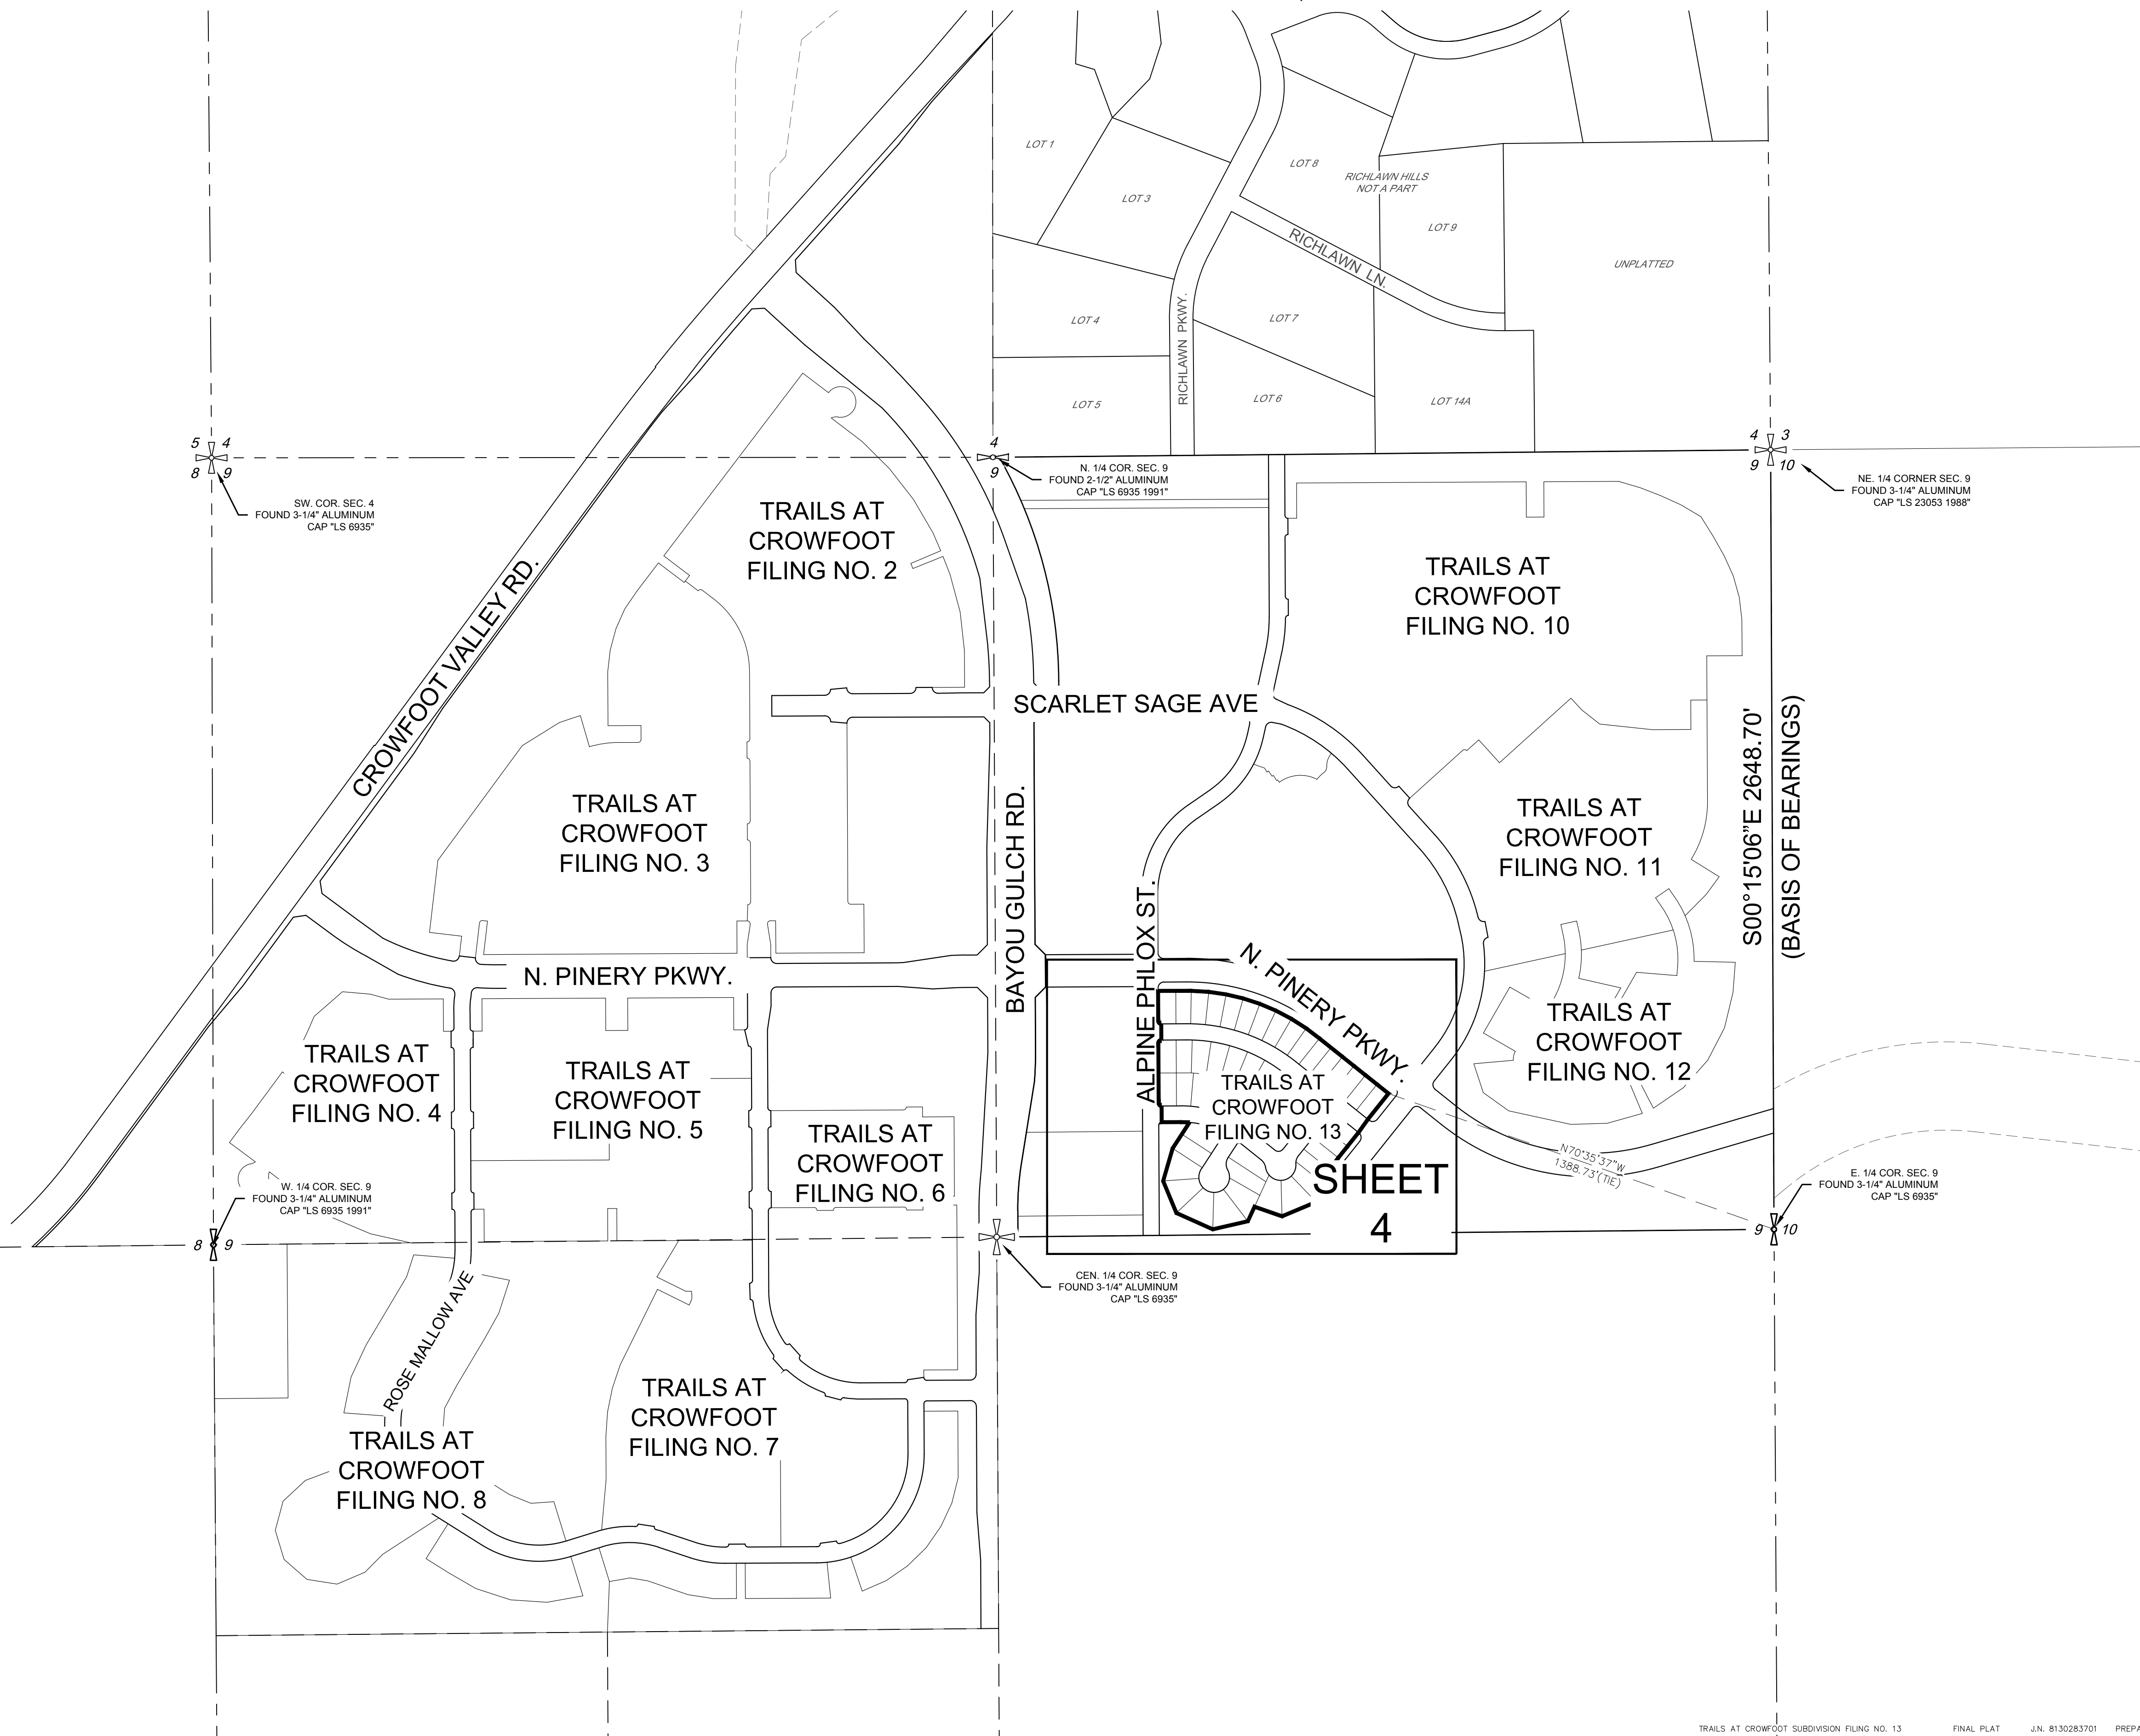 LOT 1
LOT 3
LOT 8
RICHLAWN HILLS
NOT A PART
LOT 9
RICHLAWN LN.
UNPLATTED
LOT 4
RICHLAWN PKWY.
LOT 7
LOT 5
LOT 6
LOT 14A
5 4
8 9
SW. COR. SEC. 4
FOUND 3-1/4" ALUMINUM
CAP "LS 6935"
4
9
N. 1/4 COR. SEC. 9
FOUND 2-1/2" ALUMINUM
CAP "LS 6935 1991"
4 3
9 10
NE. 1/4 CORNER SEC. 9
FOUND 3-1/4" ALUMINUM
CAP "LS 23053 1988"
TRAILS AT
CROWFOOT
FILING NO. 2
CROWFOOT VALLEY RD.
TRAILS AT
CROWFOOT
FILING NO. 10
SCARLET SAGE AVE
S00°15'06"E 2648.70'
(BASIS OF BEARINGS)
TRAILS AT
CROWFOOT
FILING NO. 3
BAYOU GULCH RD.
TRAILS AT
CROWFOOT
FILING NO. 11
ALPINE PHLOX ST.
N. PINERY PKWY.
N. PINERY PKWY.
TRAILS AT
CROWFOOT
FILING NO. 12
TRAILS AT
CROWFOOT
FILING NO. 4
TRAILS AT
CROWFOOT
FILING NO. 5
TRAILS AT
CROWFOOT
FILING NO. 6
TRAILS AT
CROWFOOT
FILING NO. 13
SHEET
4
N70°35'37"W
1388.73'(TIE)
W. 1/4 COR. SEC. 9
FOUND 3-1/4" ALUMINUM
CAP "LS 6935 1991"
8 9
E. 1/4 COR. SEC. 9
FOUND 3-1/4" ALUMINUM
CAP "LS 6935"
9 10
CEN. 1/4 COR. SEC. 9
FOUND 3-1/4" ALUMINUM
CAP "LS 6935"
ROSE MALLOW AVE
TRAILS AT
CROWFOOT
FILING NO. 7
TRAILS AT
CROWFOOT
FILING NO. 8
TRAILS AT CROWFOOT SUBDIVISION FILING NO. 13 FINAL PLAT J.N. 8130283701